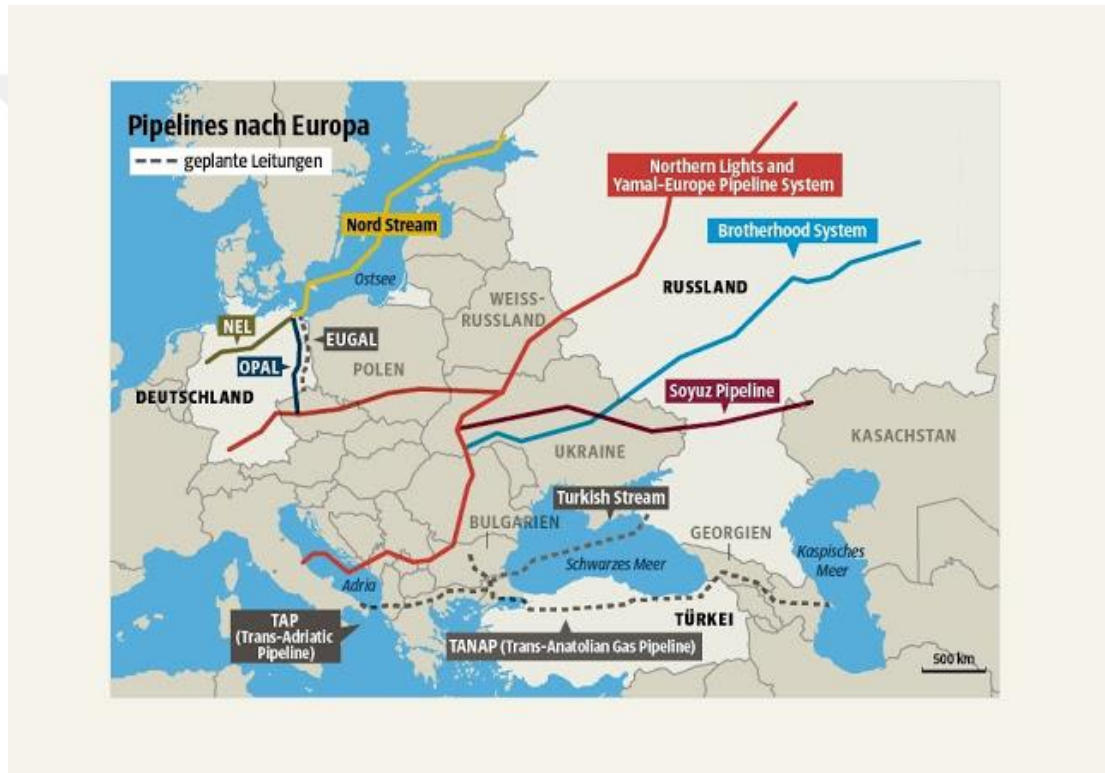 Pipelines nach Europa
geplante Leitungen
Northern Lights and
Yamal-Europe Pipeline System
Nord Stream
Brotherhood System
Ostsee
RUSSLAND
WEISS-
RUSSLAND
NEL
EUGAL
OPAL
POLEN
DEUTSCHLAND
Soyuz Pipeline
KASACHSTAN
UKRAINE
Turkish Stream
BULGARIEN
GEORGIEN
Schwarzes Meer
Kaspisches
Meer
Adria
TAP
(Trans-Adriatic
Pipeline)
TÜRKEI
TANAP (Trans-Anatolian Gas Pipeline)
500 km